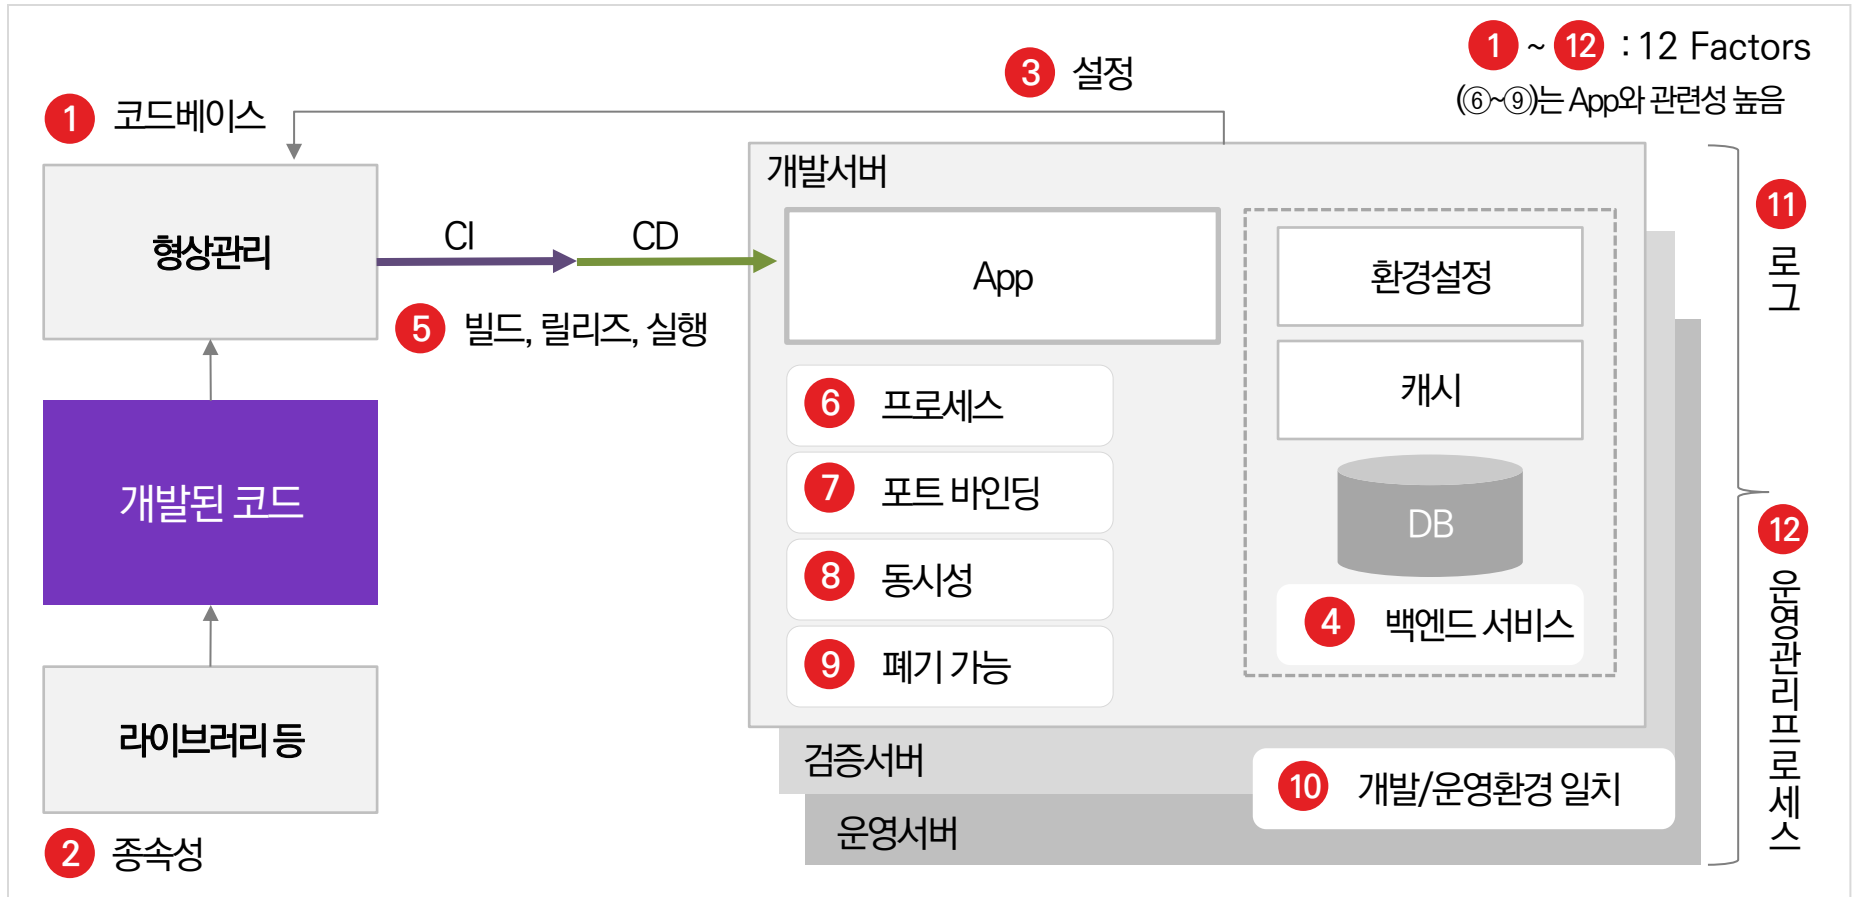 1 ~ 12 : 12 Factors
(⑥~⑨)는 App와 관련성 높음
3 설정
1 코드베이스
형상관리
CI
CD
5 빌드, 릴리즈, 실행
개발된 코드
라이브러리 등
2 종속성
개발서버
App
6 프로세스
7 포트 바인딩
8 동시성
9 폐기 가능
환경설정
캐시
DB
4 백엔드 서비스
검증서버
10 개발/운영환경 일치
운영서버
11 로그
12 운영관리프로세스